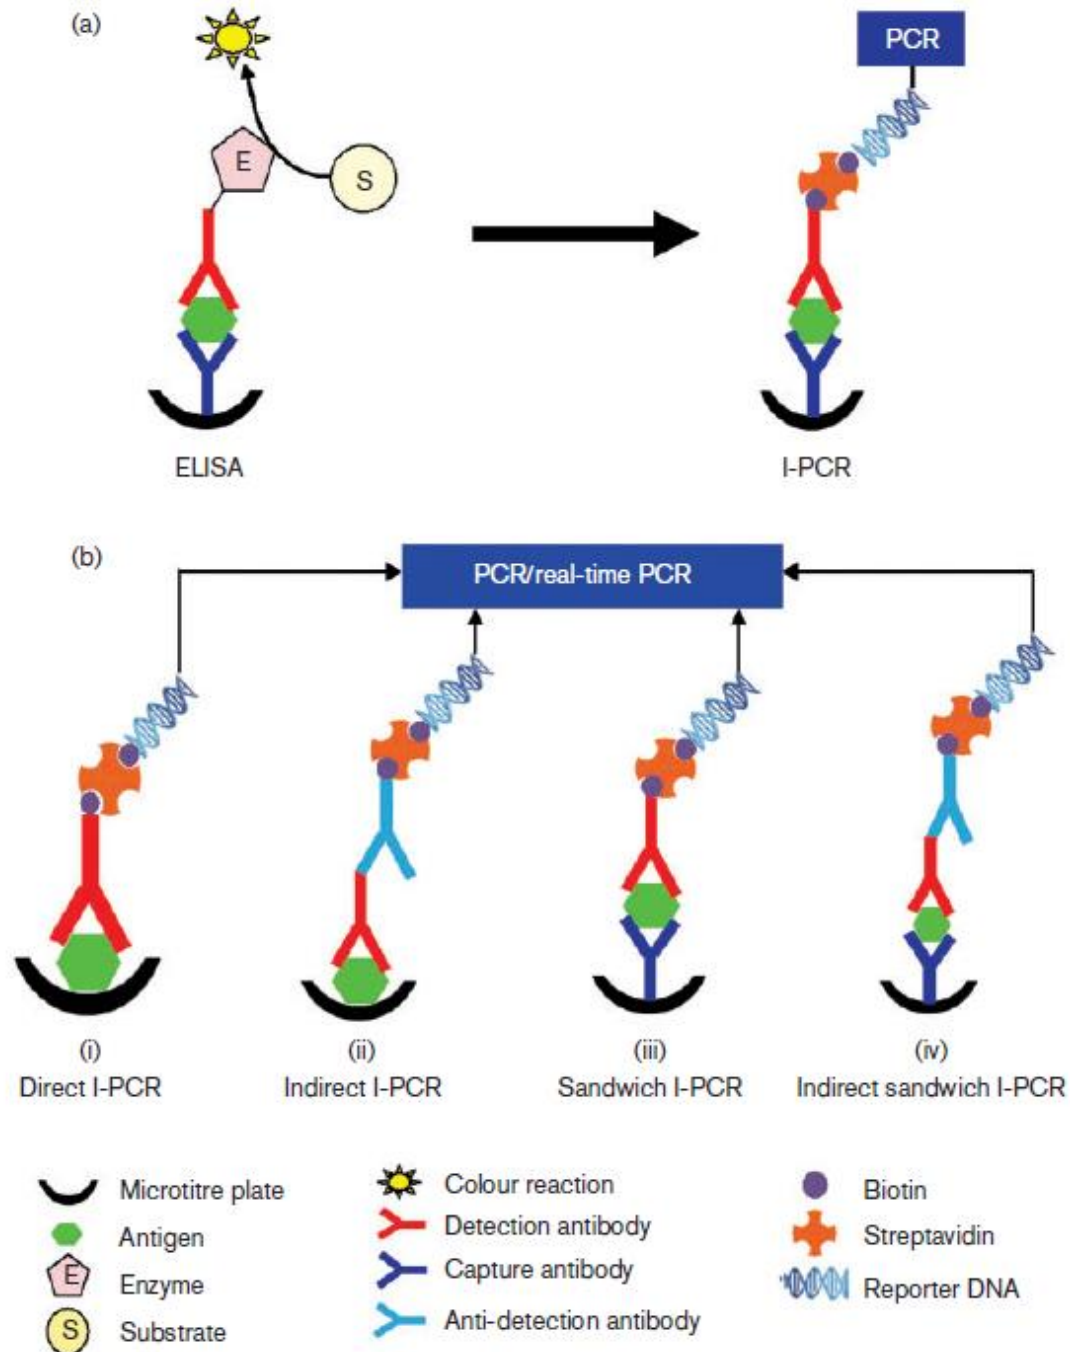 (a)
PCR
E
S
ELISA
I-PCR
(b)
PCR/real-time PCR
(i)
Direct I-PCR
(ii)
Indirect I-PCR
(iii)
Sandwich I-PCR
(iv)
Indirect sandwich I-PCR
Microtitre plate
Antigen
E
Enzyme
S
Substrate
Colour reaction
Detection antibody
Capture antibody
Anti-detection antibody
Biotin
Streptavidin
Reporter DNA